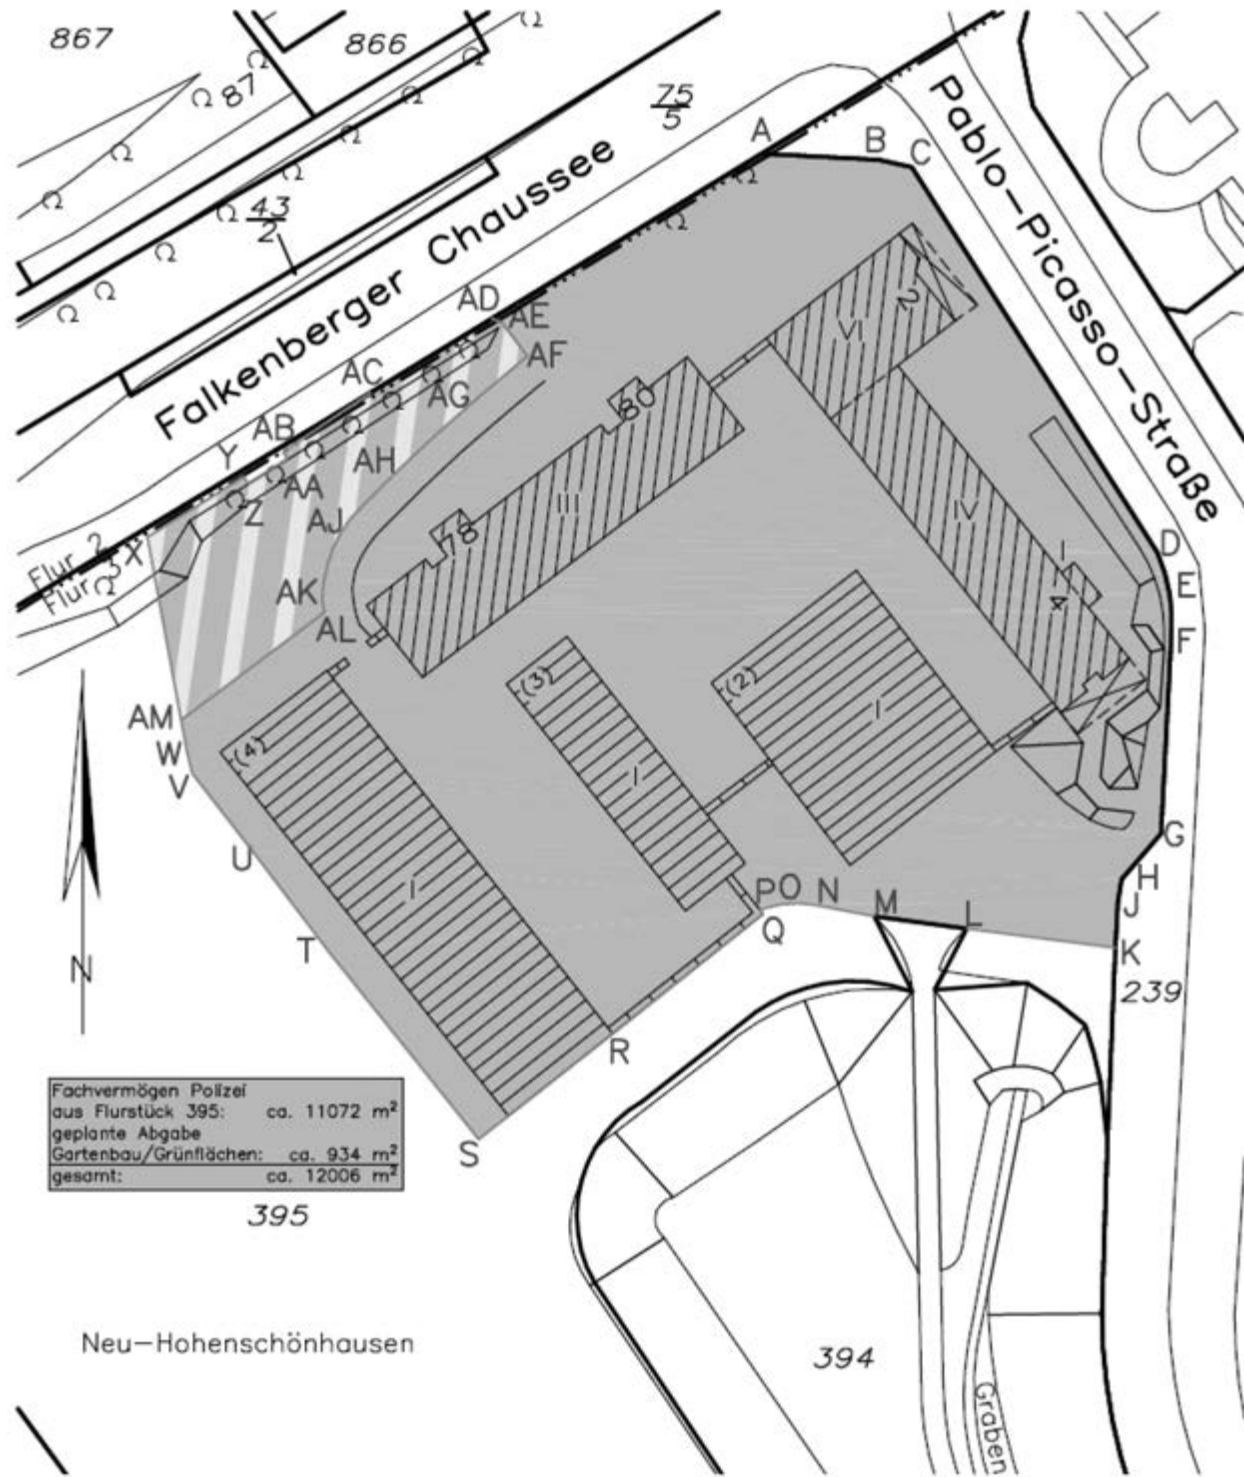 867
866
87
75
5
43
2
Falkenberger Chaussee
Pablo-Picasso-Straße
A
B
C
AD
AE
AF
AC
AG
AB
AH
Y
AA
Z
AJ
X
AK
AL
Flur 2
Flur 3
VI
2
80
III
78
IV
I
4
D
E
F
(3)
(2)
I
I
(4)
AM
W
V
U
I
G
H
J
K
P
O
N
M
L
Q
T
N
239
R
S
Fachvermögen Polizei
aus Flurstück 395: ca. 11072 m²
geplante Abgabe
Gartenbau/Grünflächen: ca. 934 m²
gesamt: ca. 12006 m²
395
Neu-Hohenschönhausen
394
Graben